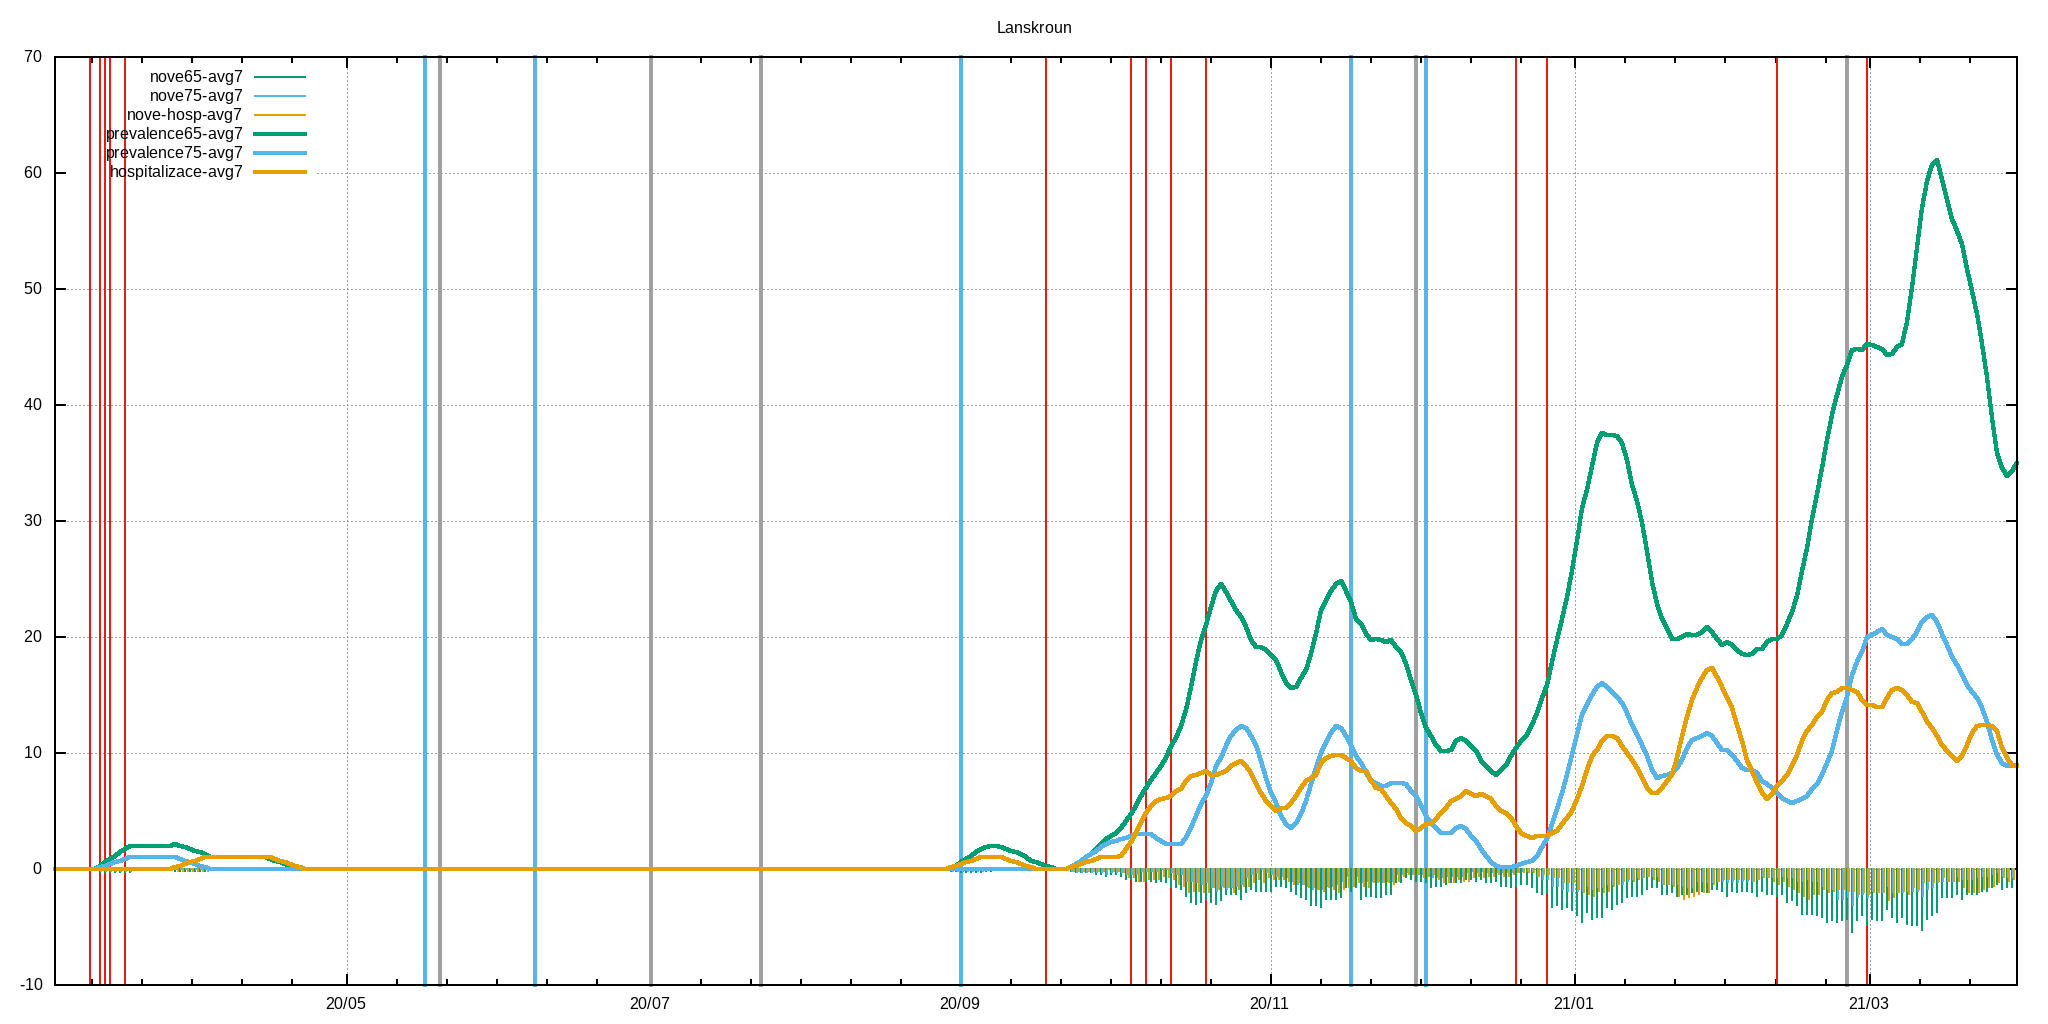 Lanskroun
70
60
50
40
30
20
10
0
-10
nove65-avg7
nove75-avg7
nove-hosp-avg7
prevalence65-avg7
prevalence75-avg7
hospitalizace-avg7
20/05 20/07 20/09 20/11 21/01 21/03